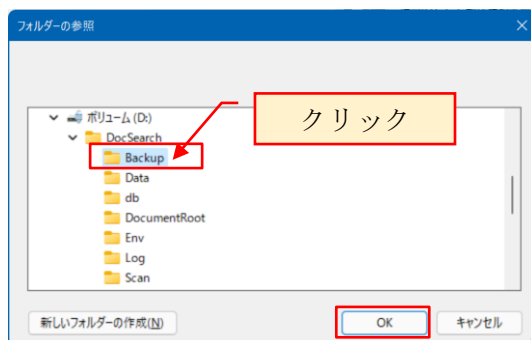 フォルダーの参照
ボリューム (D:)
DocSearch
クリック
Backup
Data
db
DocumentRoot
Env
Log
Scan
新しいフォルダーの作成(N)
OK
キャンセル